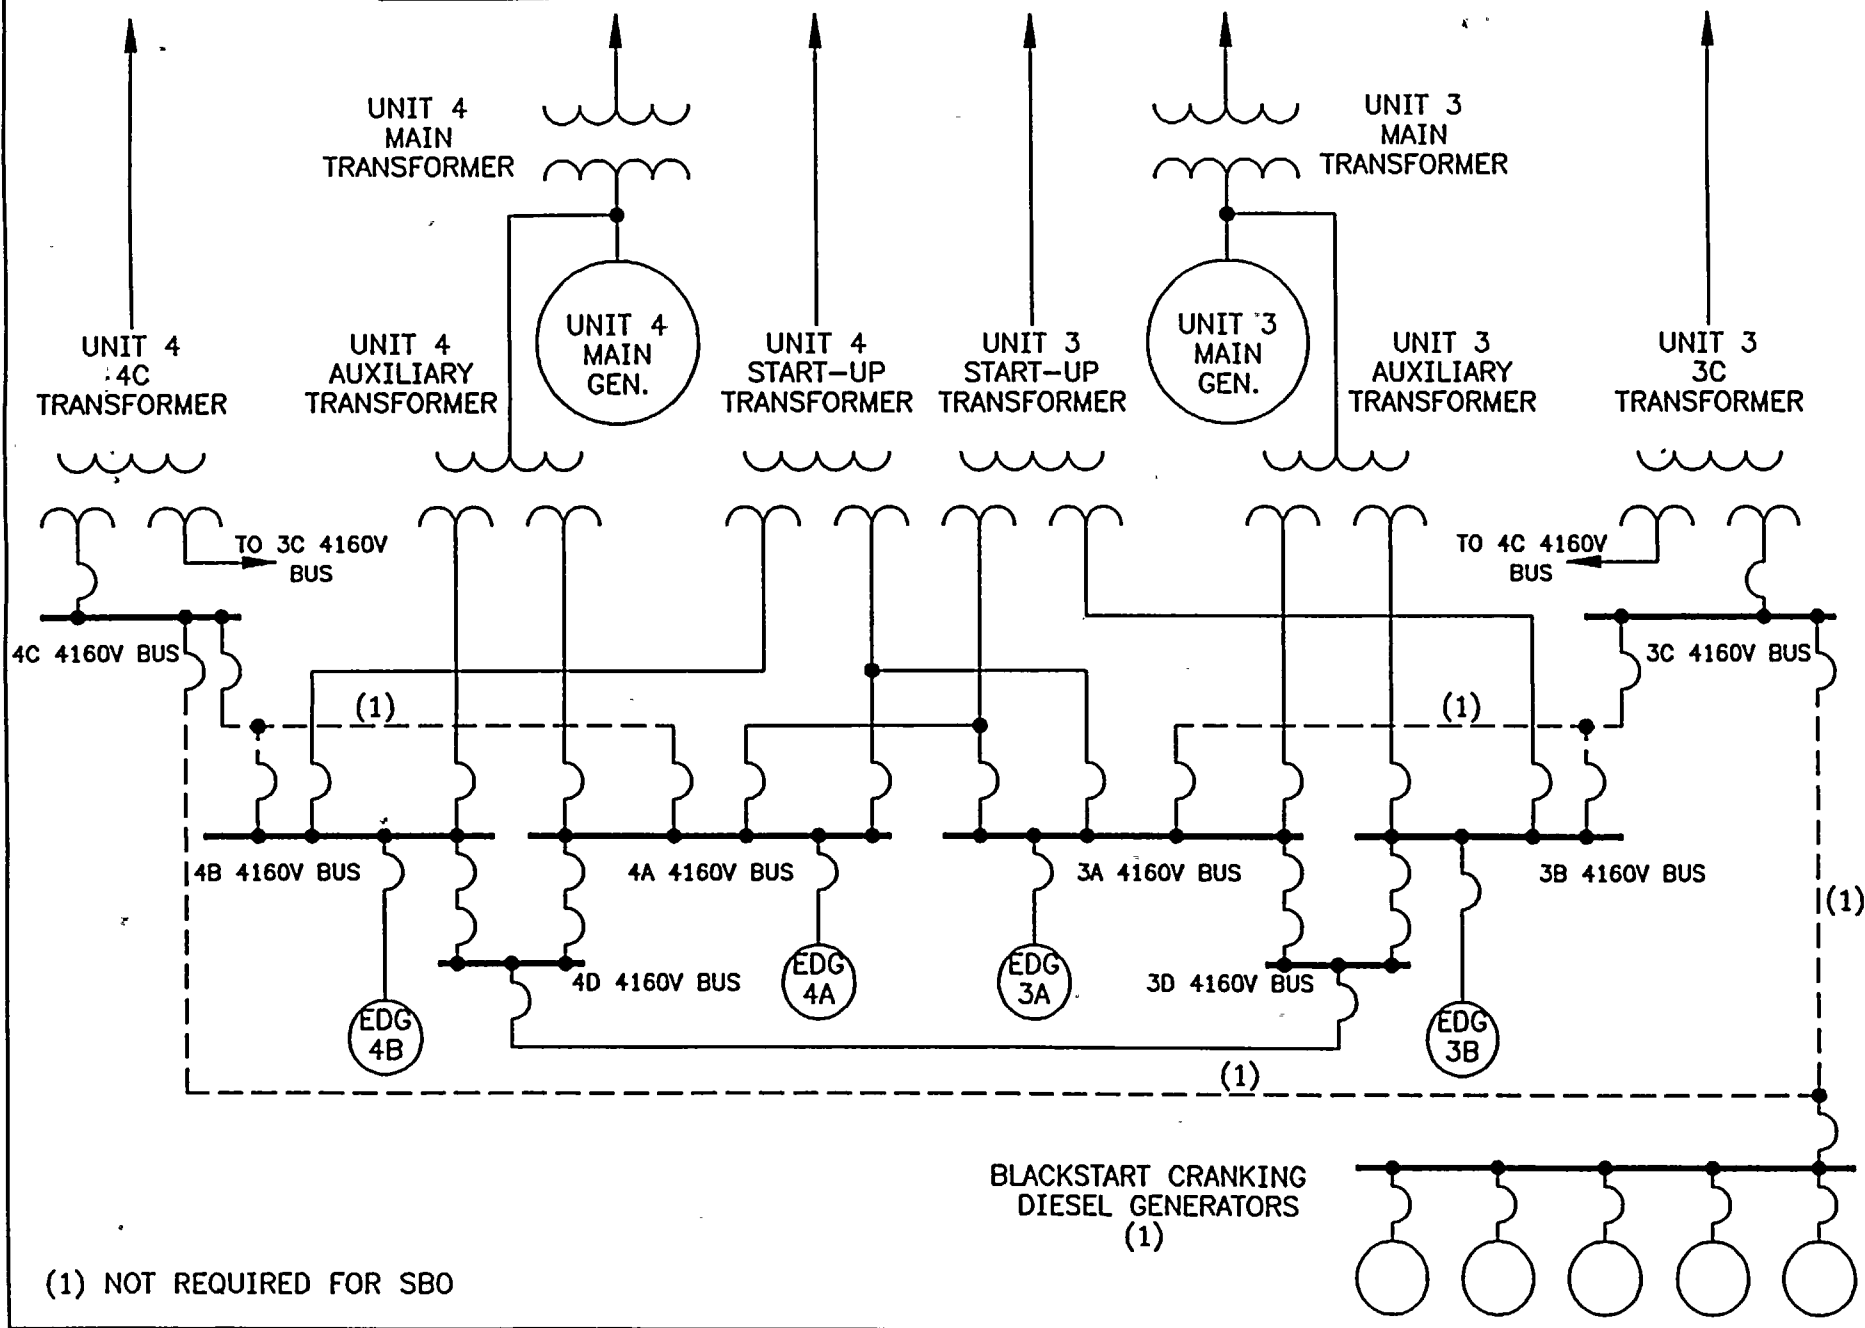 UNIT 4
MAIN
TRANSFORMER
UNIT 3
MAIN
TRANSFORMER
UNIT 4
4C
TRANSFORMER
UNIT 4
AUXILIARY
TRANSFORMER
UNIT 4
MAIN
GEN.
UNIT 4
START-UP
TRANSFORMER
UNIT 3
START-UP
TRANSFORMER
UNIT 3
MAIN
GEN.
UNIT 3
AUXILIARY
TRANSFORMER
UNIT 3
3C
TRANSFORMER
TO 3C 4160V
BUS
TO 4C 4160V
BUS
4C 4160V BUS
3C 4160V BUS
(1)
(1)
4B 4160V BUS
4A 4160V BUS
3A 4160V BUS
3B 4160V BUS
(1)
4D 4160V BUS
EDG
4A
EDG
3A
3D 4160V BUS
EDG
4B
EDG
3B
(1)
BLACKSTART CRANKING
DIESEL GENERATORS
(1)
(1) NOT REQUIRED FOR SBO